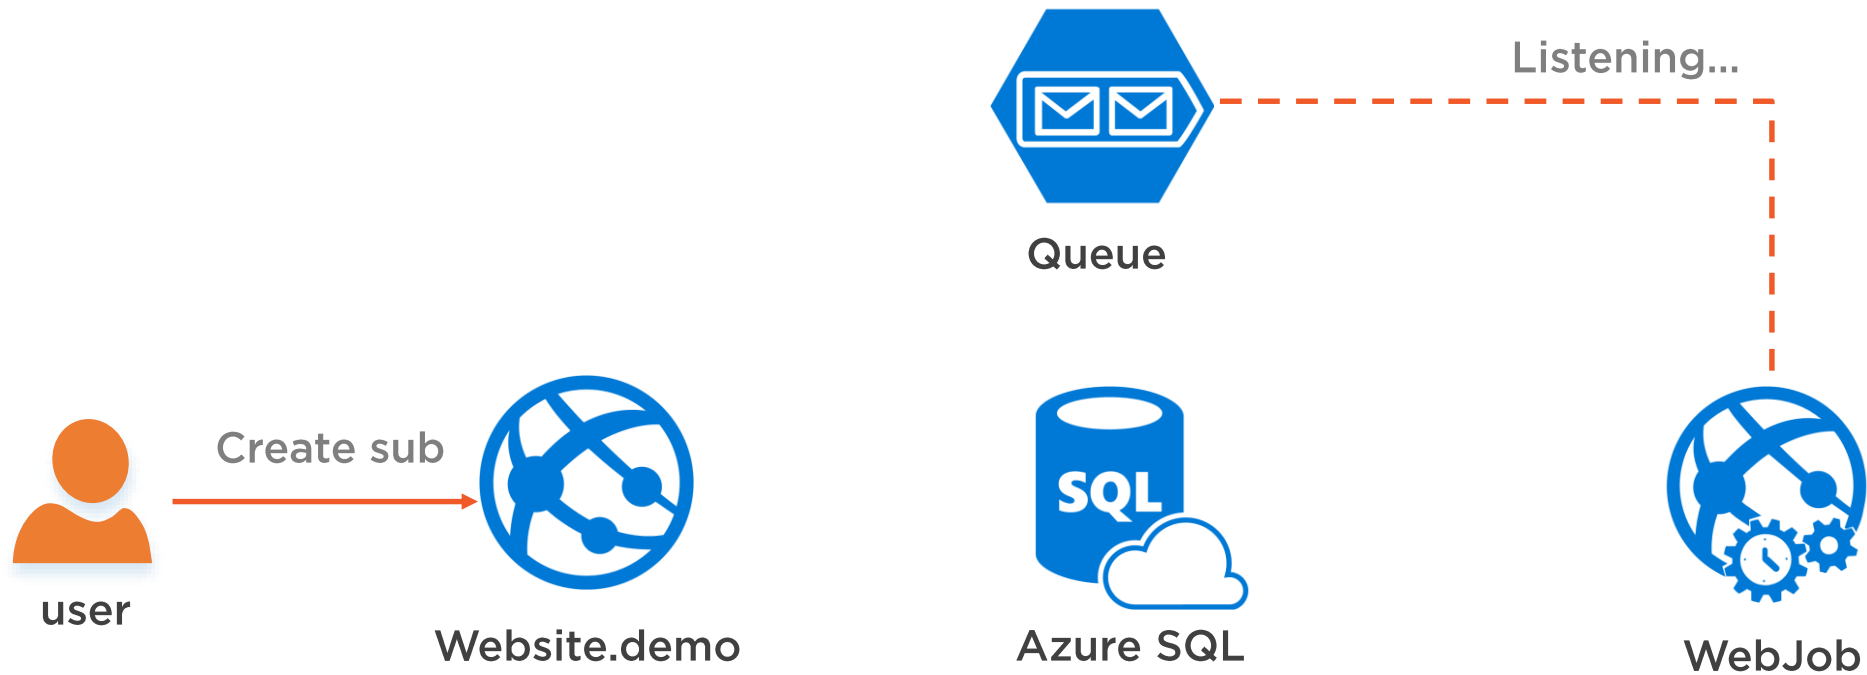 Listening...
Queue
Create sub
SQL
user
Website.demo
Azure SQL
WebJob